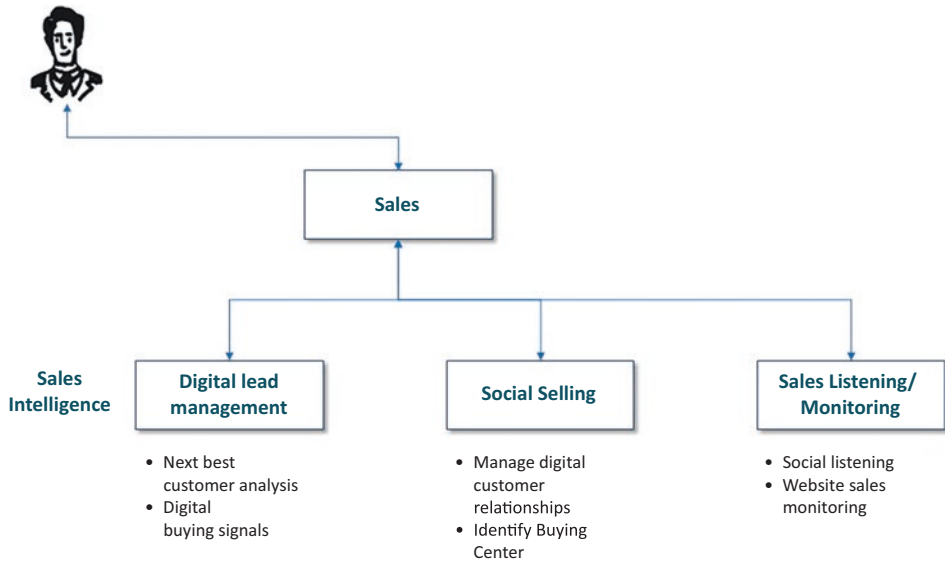 Sales
Sales
Intelligence
Digital lead
management
Social Selling
Sales Listening/
Monitoring
• Next best
customer analysis
• Digital
buying signals
• Manage digital
customer
relationships
• Identify Buying
Center
• Social listening
• Website sales
monitoring